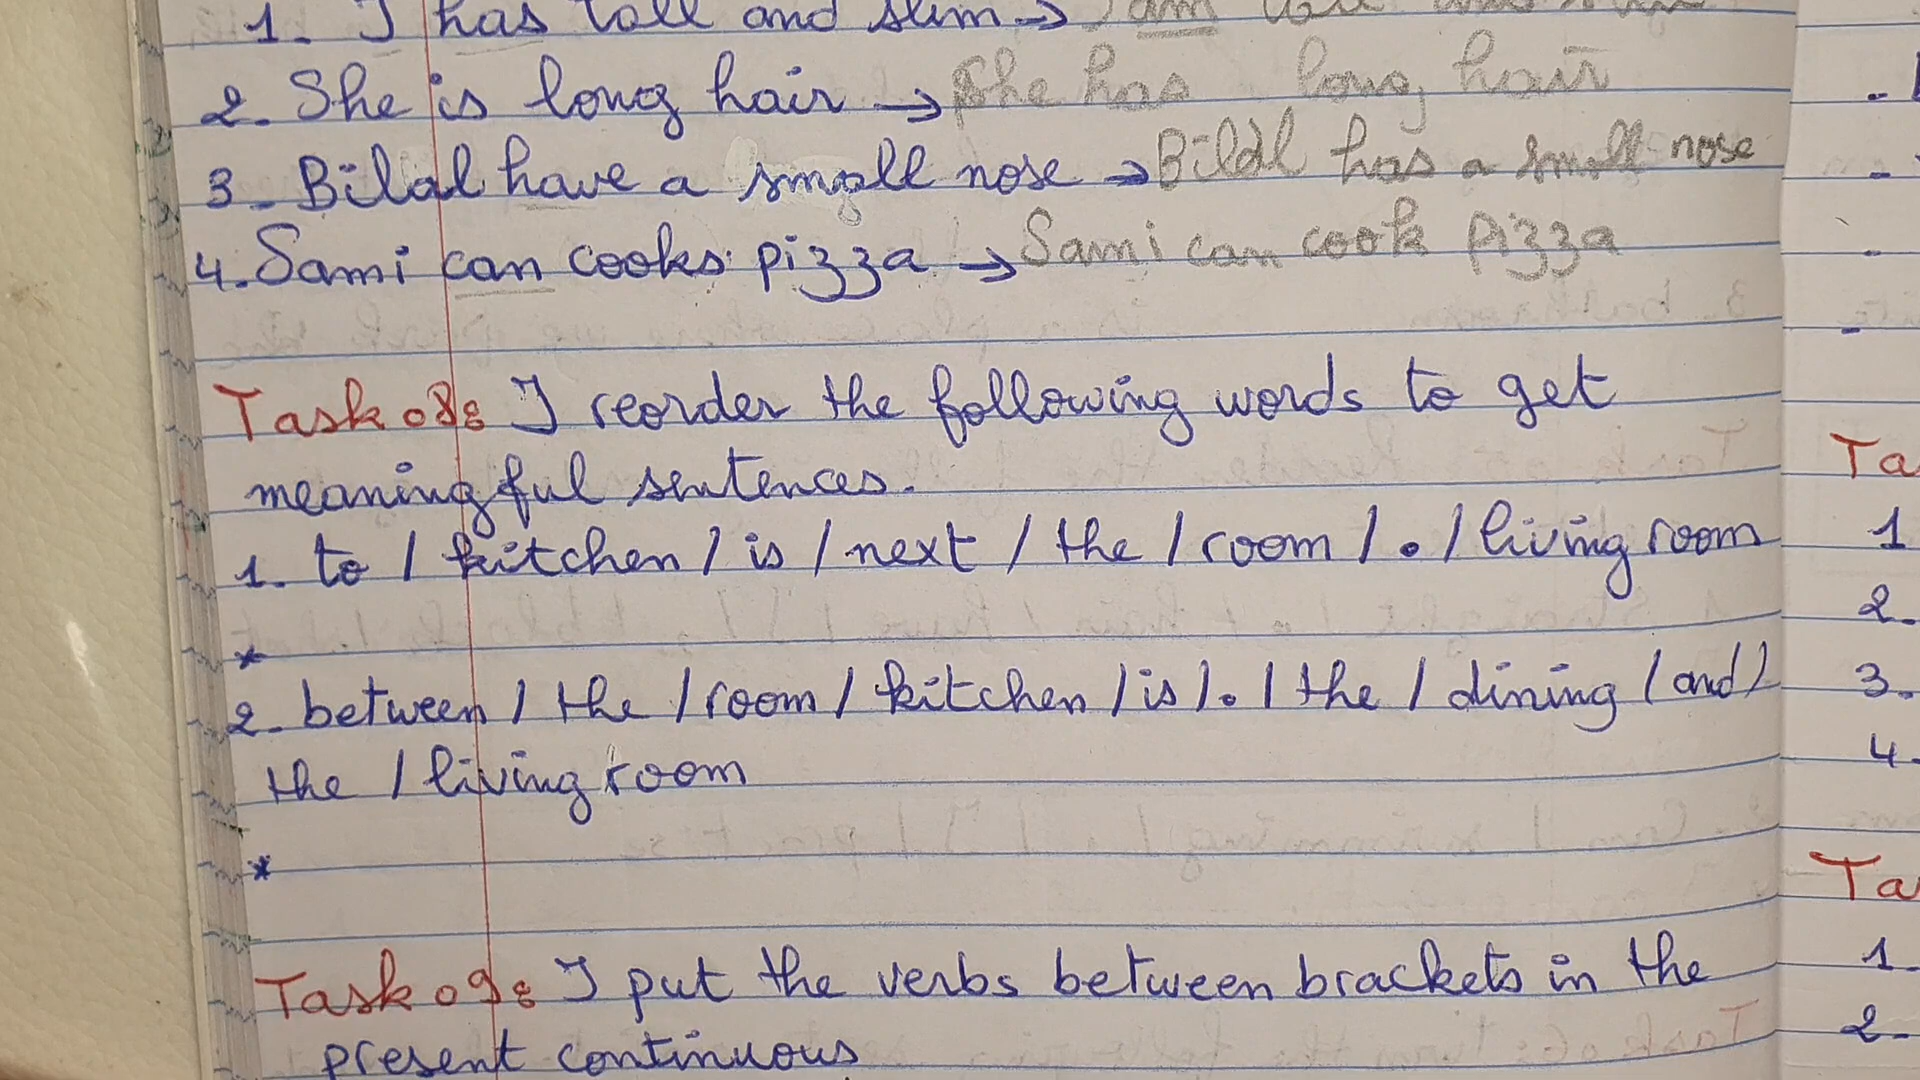 1. I has tall and slim → I am tall and slim
2. She is long hair → She has long hair
3. Bilal have a small nose → Bilal has a small nose
4. Sami can cooks pizza → Sami can cook pizza
Task 08: I reorder the following words to get
meaningful sentences.
1. to / kitchen / is / next / the / room / . / living room
*
2. between / the / room / kitchen / is / . / the / dining / and /
the / living room
*
Task 09: I put the verbs between brackets in the
present continuous
Ta
1
2.
3.
4.
Ta
1.
2.